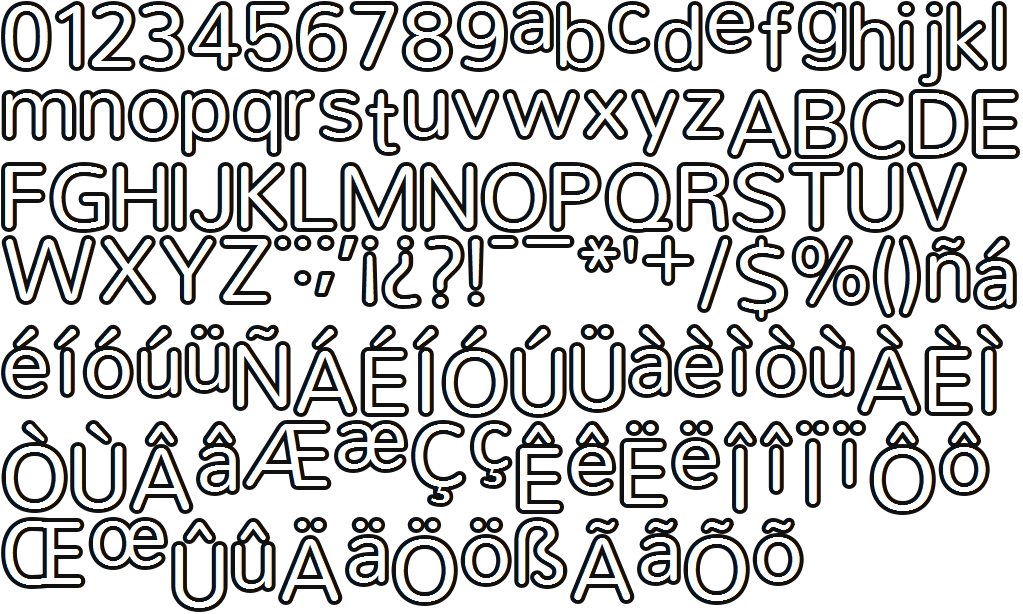 0123456789abcdefghijkl
mnopqrstuvwxyzABCDE
FGHIJKLMNOPQRSTUV
WXYZ¨:;'¡¿?!¯—*'+/$%()ñá
éíóúüÑÁÉÍÓÚÜàèìòùÀÈÌ
ÒÙÂâÆæÇçÊêËëÎîÏïÔô
ŒœÛûÄäÖößÃãÕõ